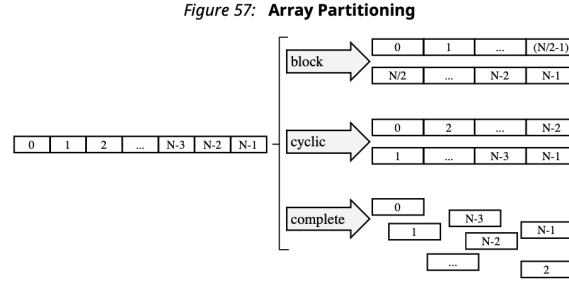 Figure 57: Array Partitioning
block
0 1 ... (N/2-1)
N/2 ... N-2 N-1
0 1 2 ... N-3 N-2 N-1
cyclic
0 2 ... N-2
1 ... N-3 N-1
complete
0
N-3
1
N-1
N-2
...
2